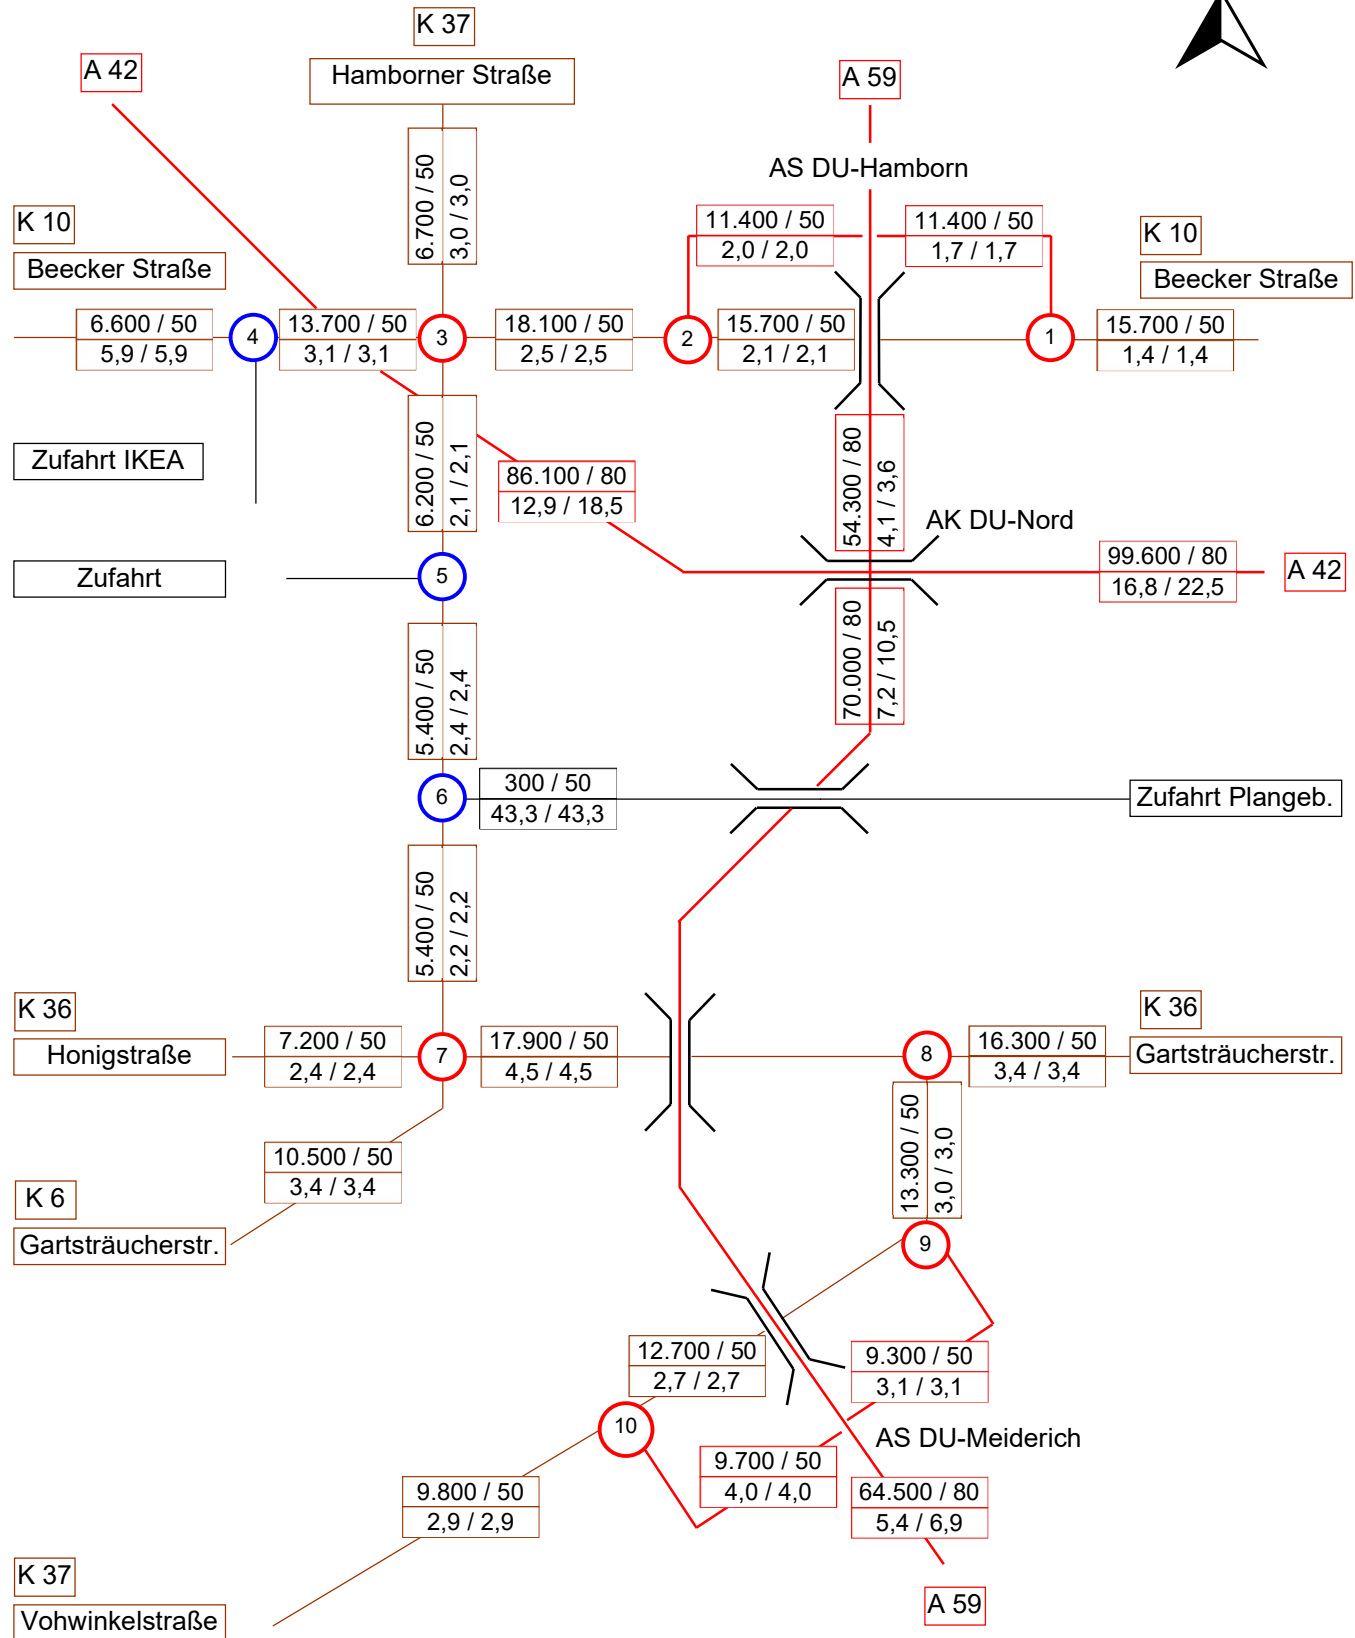 K 37
Hamborner Straße
A 42
A 59
AS DU-Hamborn
6.700 / 50
3,0 / 3,0
K 10
Beecker Straße
11.400 / 50
2,0 / 2,0
11.400 / 50
1,7 / 1,7
K 10
Beecker Straße
6.600 / 50
5,9 / 5,9
4
13.700 / 50
3,1 / 3,1
3
18.100 / 50
2,5 / 2,5
2
15.700 / 50
2,1 / 2,1
1
15.700 / 50
1,4 / 1,4
Zufahrt IKEA
6.200 / 50
2,1 / 2,1
86.100 / 80
12,9 / 18,5
54.300 / 80
4,1 / 3,6
AK DU-Nord
99.600 / 80
16,8 / 22,5
A 42
Zufahrt
5
5.400 / 50
2,4 / 2,4
70.000 / 80
7,2 / 10,5
6
300 / 50
43,3 / 43,3
Zufahrt Plangeb.
5.400 / 50
2,2 / 2,2
K 36
Honigstraße
7.200 / 50
2,4 / 2,4
7
17.900 / 50
4,5 / 4,5
8
16.300 / 50
3,4 / 3,4
K 36
Gartsträucherstr.
10.500 / 50
3,4 / 3,4
13.300 / 50
3,0 / 3,0
K 6
Gartsträucherstr.
9
12.700 / 50
2,7 / 2,7
9.300 / 50
3,1 / 3,1
10
AS DU-Meiderich
9.700 / 50
4,0 / 4,0
9.800 / 50
2,9 / 2,9
64.500 / 80
5,4 / 6,9
K 37
Vohwinkelstraße
A 59